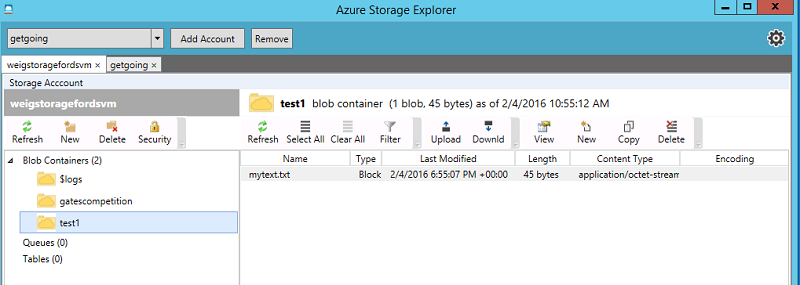 Azure Storage Explorer
getgoing Add Account Remove
weigstoragefordsvm × getgoing ×
Storage Acccount
weigstoragefordsvm
test1 blob container (1 blob, 45 bytes) as of 2/4/2016 10:55:12 AM
Refresh New Delete Security
Refresh Select All Clear All Filter Upload Downld View New Copy Delete
Blob Containers (2)
$logs
gatescompetition
test1
Queues (0)
Tables (0)
Name Type Last Modified Length Content Type Encoding
mytext.txt Block 2/4/2016 6:55:07 PM +00:00 45 bytes application/octet-stream